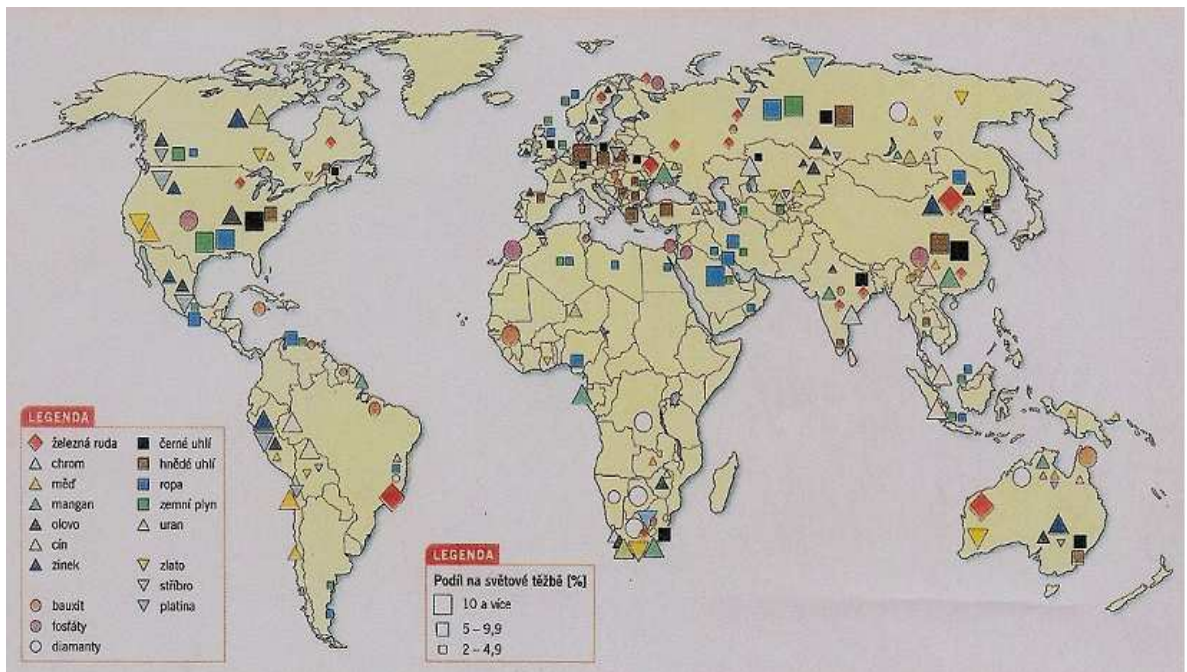 LEGENDA
železná ruda
chrom
měď
mangan
olovo
cín
zinek
bauxit
fosfáty
diamanty
černé uhlí
hnědé uhlí
ropa
zemní plyn
uran
zlato
stříbro
platina
LEGENDA
Podíl na světové těžbě [%]
10 a více
5 – 9,9
2 – 4,9